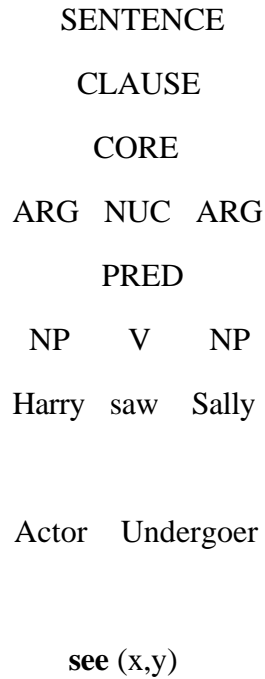 SENTENCE
CLAUSE
CORE
ARG NUC ARG
PRED
NP V NP
Harry saw Sally
Actor Undergoer
see (x,y)